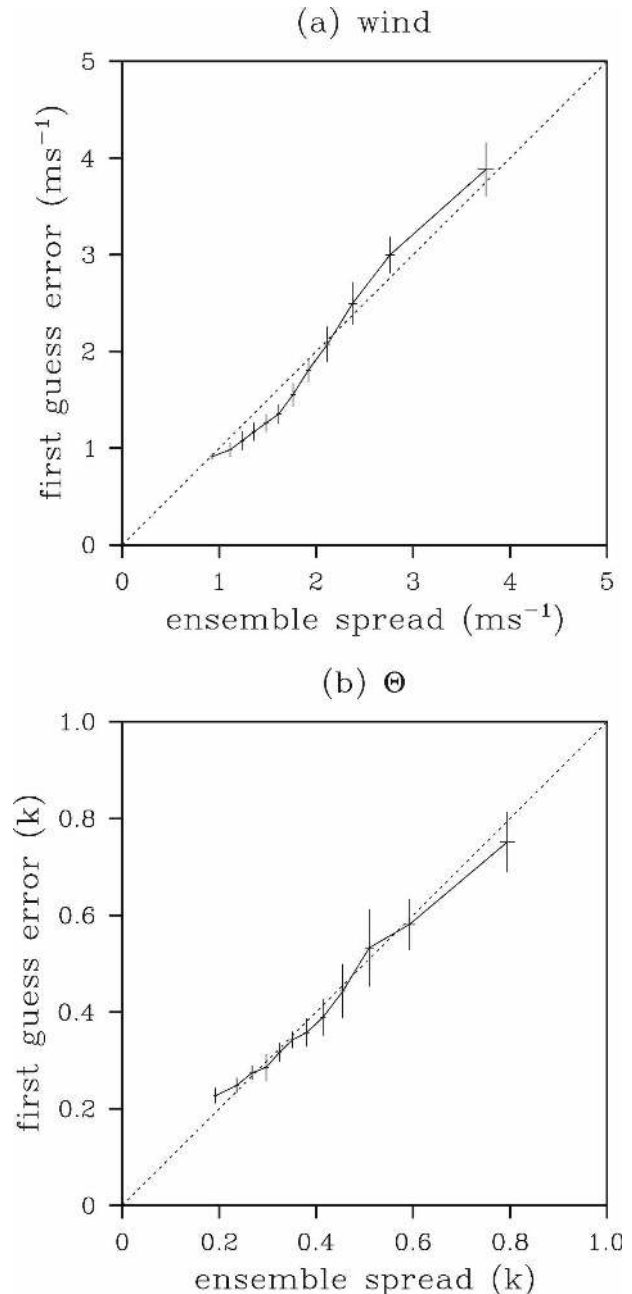 (a) wind
5
4
3
2
1
0
first guess error (ms⁻¹)
0 1 2 3 4 5
ensemble spread (ms⁻¹)
(b) Θ
1.0
0.8
0.6
0.4
0.2
0
first guess error (k)
0 0.2 0.4 0.6 0.8 1.0
ensemble spread (k)